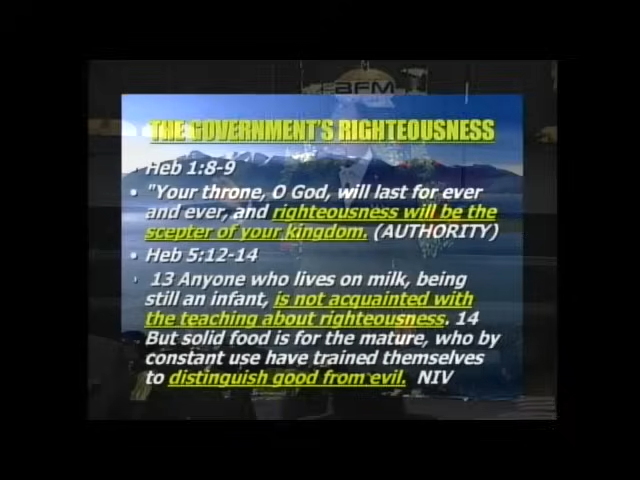 BFM
THE GOVERNMENT'S RIGHTEOUSNESS
• Heb 1:8-9
• "Your throne, O God, will last for ever
and ever, and righteousness will be the
scepter of your kingdom. (AUTHORITY)
• Heb 5:12-14
• 13 Anyone who lives on milk, being
still an infant, is not acquainted with
the teaching about righteousness. 14
But solid food is for the mature, who by
constant use have trained themselves
to distinguish good from evil. NIV